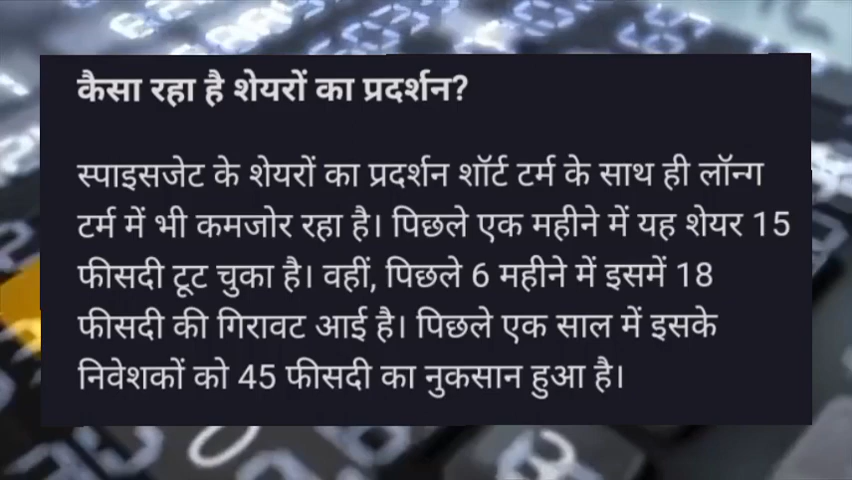 कैसा रहा है शेयरों का प्रदर्शन?
स्पाइसजेट के शेयरों का प्रदर्शन शॉर्ट टर्म के साथ ही लॉन्ग
टर्म में भी कमजोर रहा है। पिछले एक महीने में यह शेयर 15
फीसदी टूट चुका है। वहीं, पिछले 6 महीने में इसमें 18
फीसदी की गिरावट आई है। पिछले एक साल में इसके
निवेशकों को 45 फीसदी का नुकसान हुआ है।